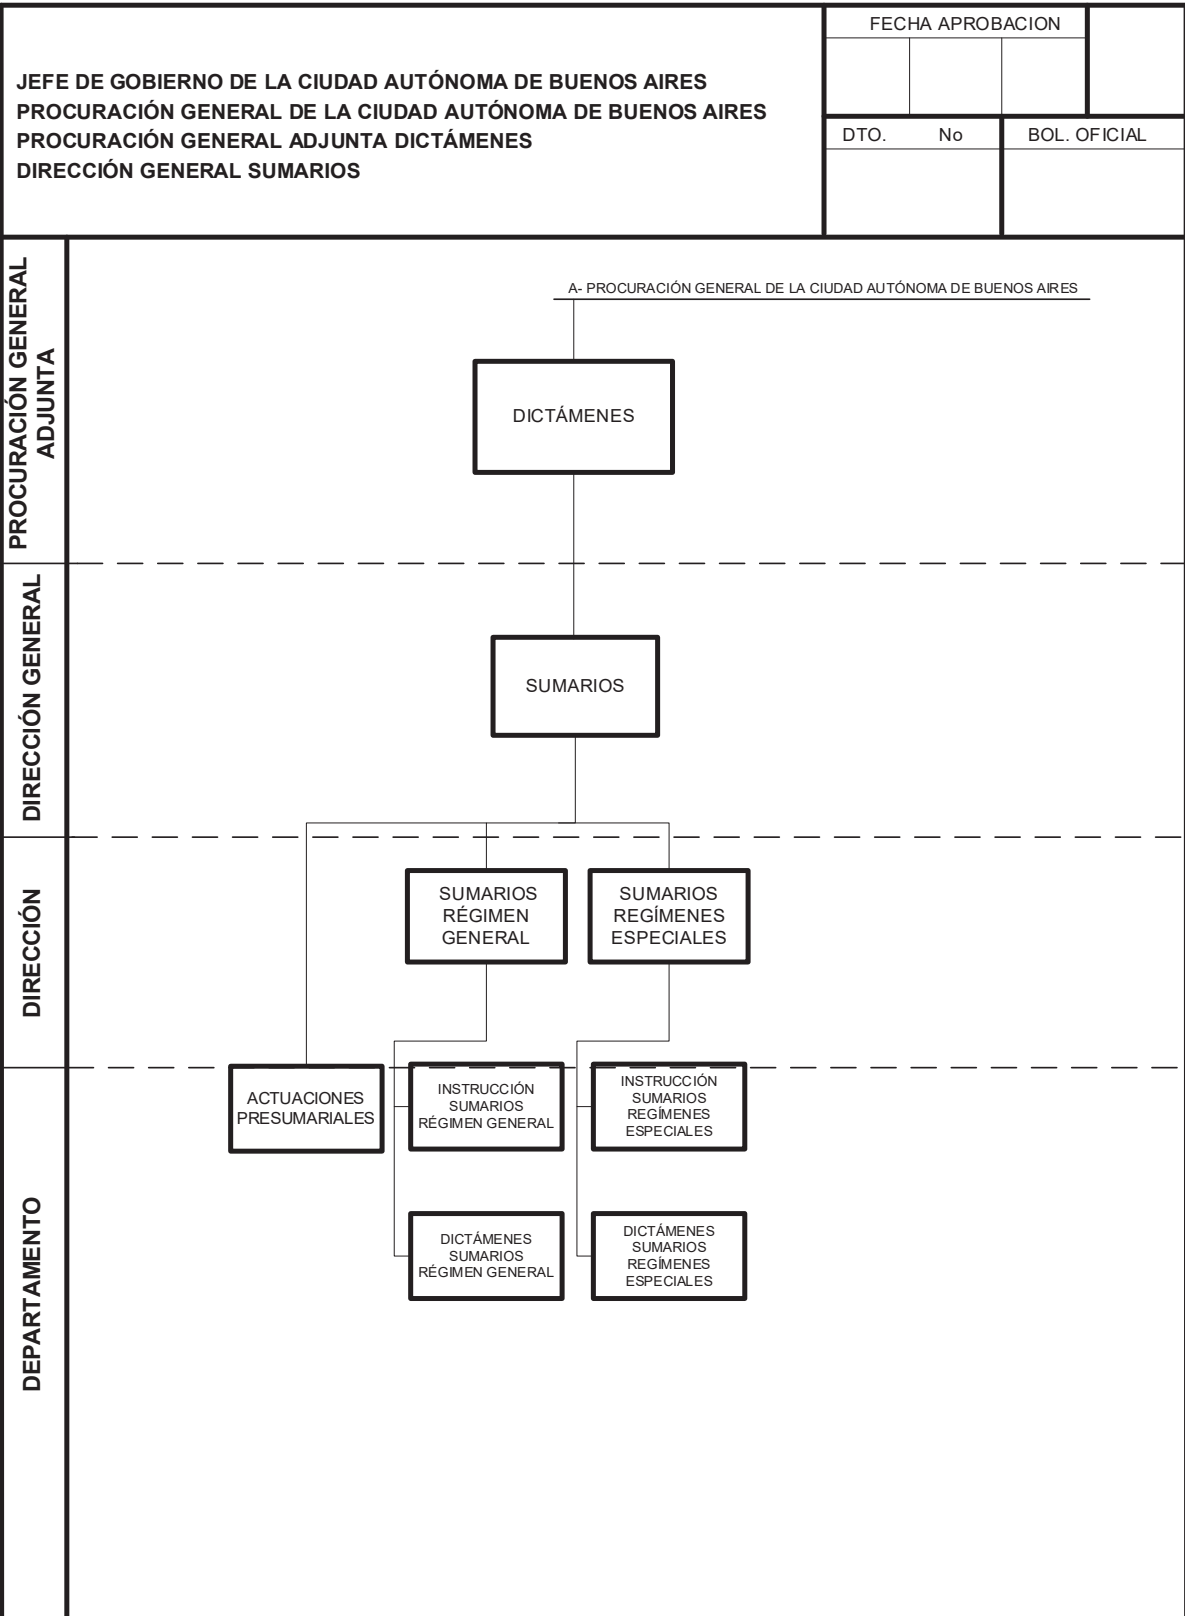 JEFE DE GOBIERNO DE LA CIUDAD AUTÓNOMA DE BUENOS AIRES
PROCURACIÓN GENERAL DE LA CIUDAD AUTÓNOMA DE BUENOS AIRES
PROCURACIÓN GENERAL ADJUNTA DICTÁMENES
DIRECCIÓN GENERAL SUMARIOS
FECHA APROBACION
DTO. No
BOL. OFICIAL
PROCURACIÓN GENERAL
ADJUNTA
A- PROCURACIÓN GENERAL DE LA CIUDAD AUTÓNOMA DE BUENOS AIRES
DICTÁMENES
DIRECCIÓN GENERAL
SUMARIOS
DIRECCIÓN
SUMARIOS
RÉGIMEN
GENERAL
SUMARIOS
REGÍMENES
ESPECIALES
DEPARTAMENTO
ACTUACIONES
PRESUMARIALES
INSTRUCCIÓN
SUMARIOS
RÉGIMEN GENERAL
INSTRUCCIÓN
SUMARIOS
REGÍMENES
ESPECIALES
DICTÁMENES
SUMARIOS
RÉGIMEN GENERAL
DICTÁMENES
SUMARIOS
REGÍMENES
ESPECIALES